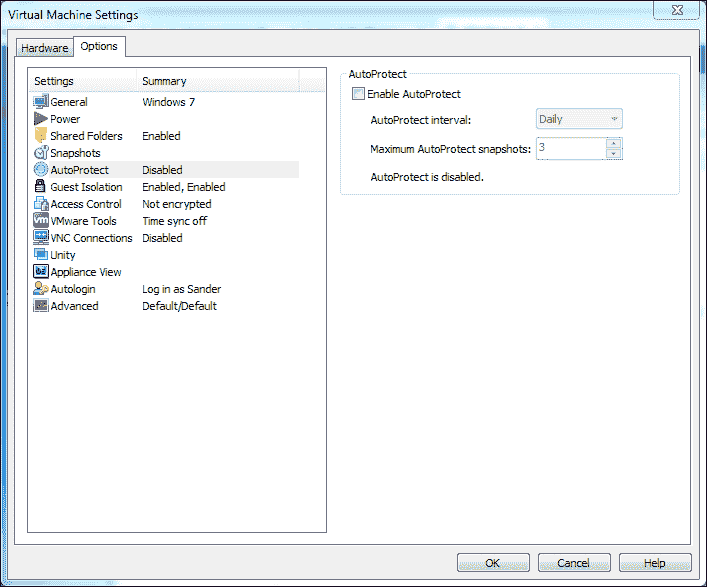 Virtual Machine Settings
Hardware Options
Settings Summary
General Windows 7
Power
Shared Folders Enabled
Snapshots
AutoProtect Disabled
Guest Isolation Enabled, Enabled
Access Control Not encrypted
VMware Tools Time sync off
VNC Connections Disabled
Unity
Appliance View
Autologin Log in as Sander
Advanced Default/Default
AutoProtect
Enable AutoProtect
AutoProtect interval: Daily
Maximum AutoProtect snapshots: 3
AutoProtect is disabled.
OK Cancel Help